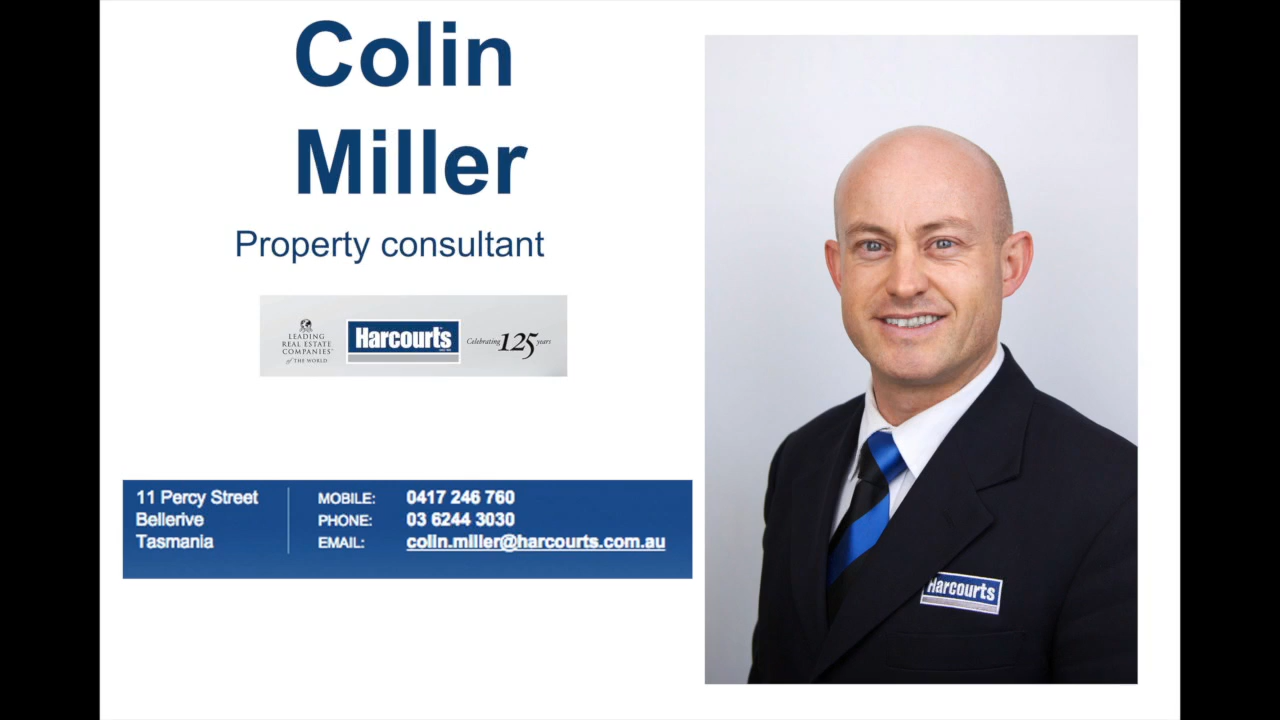 Colin
Miller
Property consultant
LEADING
REAL ESTATE
COMPANIES
of THE WORLD
Harcourts
Celebrating 125 years
11 Percy Street
Bellerive
Tasmania
MOBILE: 0417 246 760
PHONE: 03 6244 3030
EMAIL: colin.miller@harcourts.com.au
Harcourts